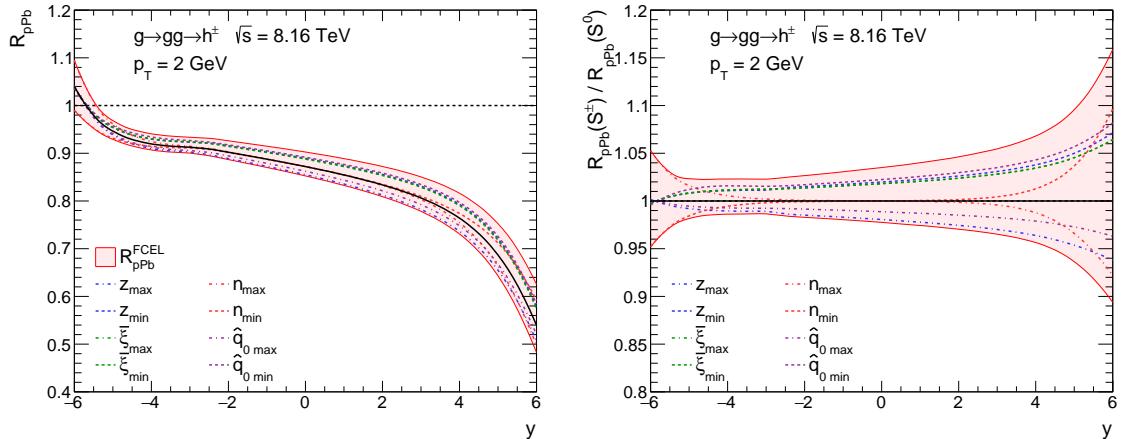 R_pPb
1.2
1.1
1
0.9
0.8
0.7
0.6
0.5
0.4
g→gg→h± √s = 8.16 TeV
p_T = 2 GeV
R_pPb^FCEL
z_max
z_min
ξ̄_max
ξ̄_min
n_max
n_min
q̂_0 max
q̂_0 min
−6 −4 −2 0 2 4 6
y
R_pPb(S^±) / R_pPb(S^0)
1.2
1.15
1.1
1.05
1
0.95
0.9
0.85
0.8
g→gg→h± √s = 8.16 TeV
p_T = 2 GeV
z_max
z_min
ξ̄_max
ξ̄_min
n_max
n_min
q̂_0 max
q̂_0 min
−6 −4 −2 0 2 4 6
y